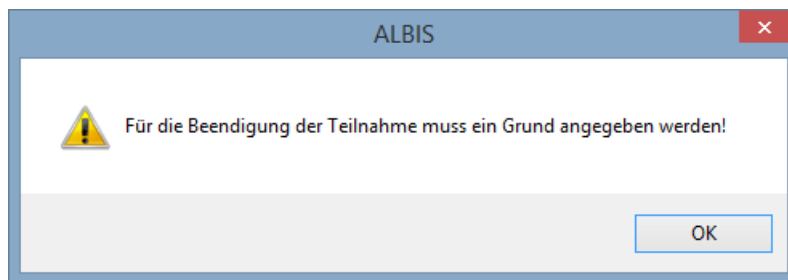 ALBIS
Für die Beendigung der Teilnahme muss ein Grund angegeben werden!
OK